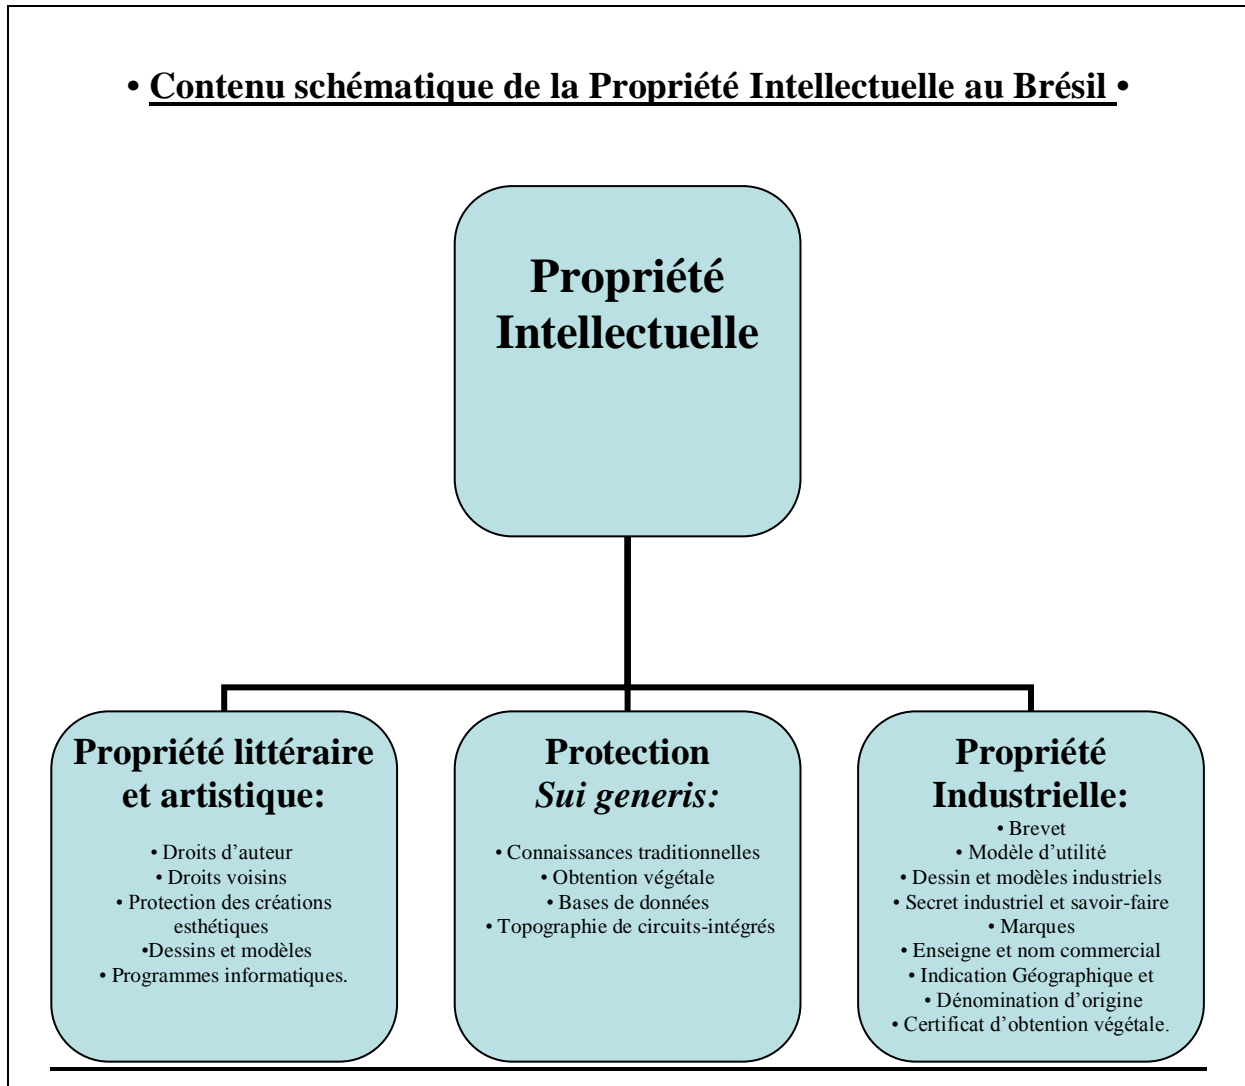 • Contenu schématique de la Propriété Intellectuelle au Brésil •
Propriété
Intellectuelle
Propriété littéraire
et artistique:
• Droits d’auteur
• Droits voisins
• Protection des créations
esthétiques
•Dessins et modèles
• Programmes informatiques.
Protection
Sui generis:
• Connaissances traditionnelles
• Obtention végétale
• Bases de données
• Topographie de circuits-intégrés
Propriété
Industrielle:
• Brevet
• Modèle d’utilité
• Dessin et modèles industriels
• Secret industriel et savoir-faire
• Marques
• Enseigne et nom commercial
• Indication Géographique et
• Dénomination d’origine
• Certificat d’obtention végétale.